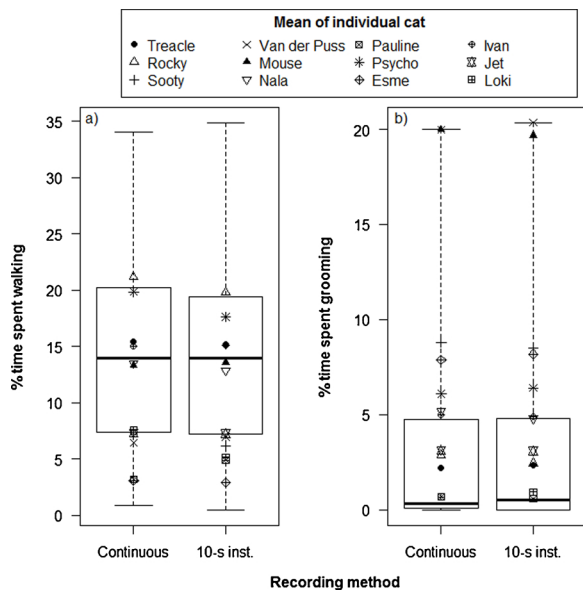 Mean of individual cat
Treacle Van der Puss Pauline Ivan
Rocky Mouse Psycho Jet
Sooty Nala Esme Loki
a)
35
30
25
20
15
10
5
0
% time spent walking
Continuous 10-s inst.
b)
20
15
10
5
0
% time spent grooming
Continuous 10-s inst.
Recording method